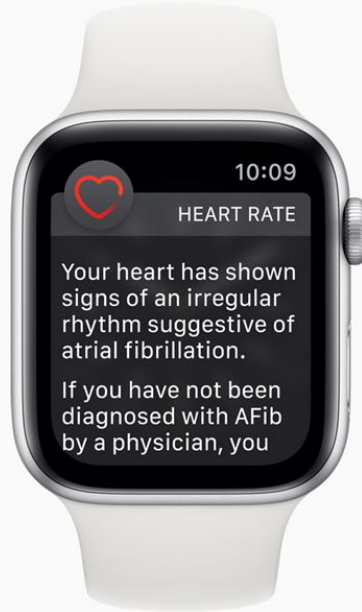 10:09
HEART RATE
Your heart has shown
signs of an irregular
rhythm suggestive of
atrial fibrillation.
If you have not been
diagnosed with AFib
by a physician, you